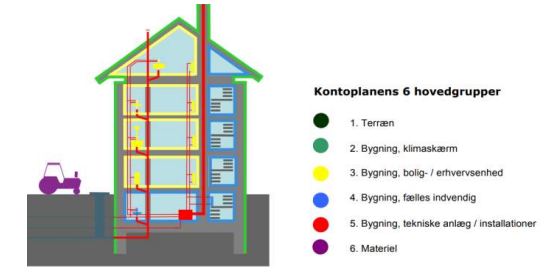 Kontoplanens 6 hovedgrupper
1. Terræn
2. Bygning, klimaskærm
3. Bygning, bolig- / erhvervsenhed
4. Bygning, fælles indvendig
5. Bygning, tekniske anlæg / installationer
6. Materiel